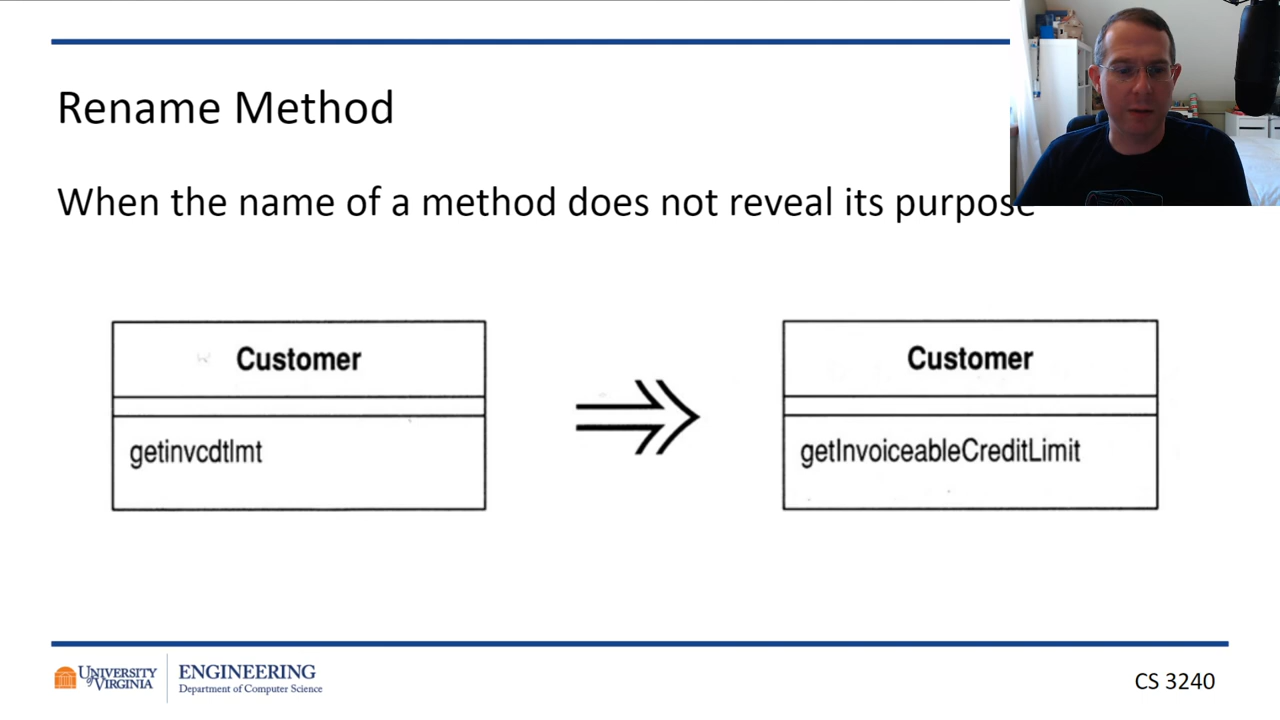 Rename Method
When the name of a method does not reveal its purpose
Customer
getinvcdtlmt
Customer
getInvoiceableCreditLimit
UNIVERSITY of VIRGINIA
ENGINEERING
Department of Computer Science
CS 3240